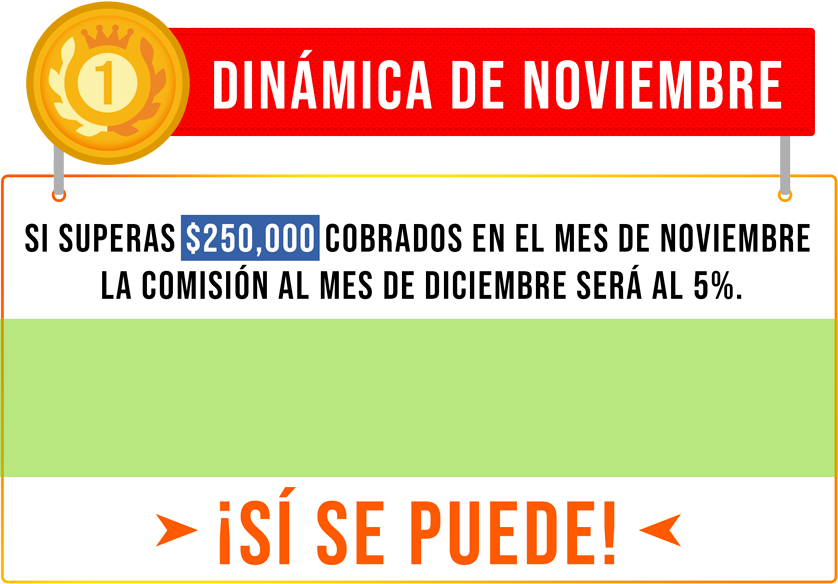 1
DINÁMICA DE NOVIEMBRE
SI SUPERAS $250,000 COBRADOS EN EL MES DE NOVIEMBRE
LA COMISIÓN AL MES DE DICIEMBRE SERÁ AL 5%.
¡SÍ SE PUEDE!